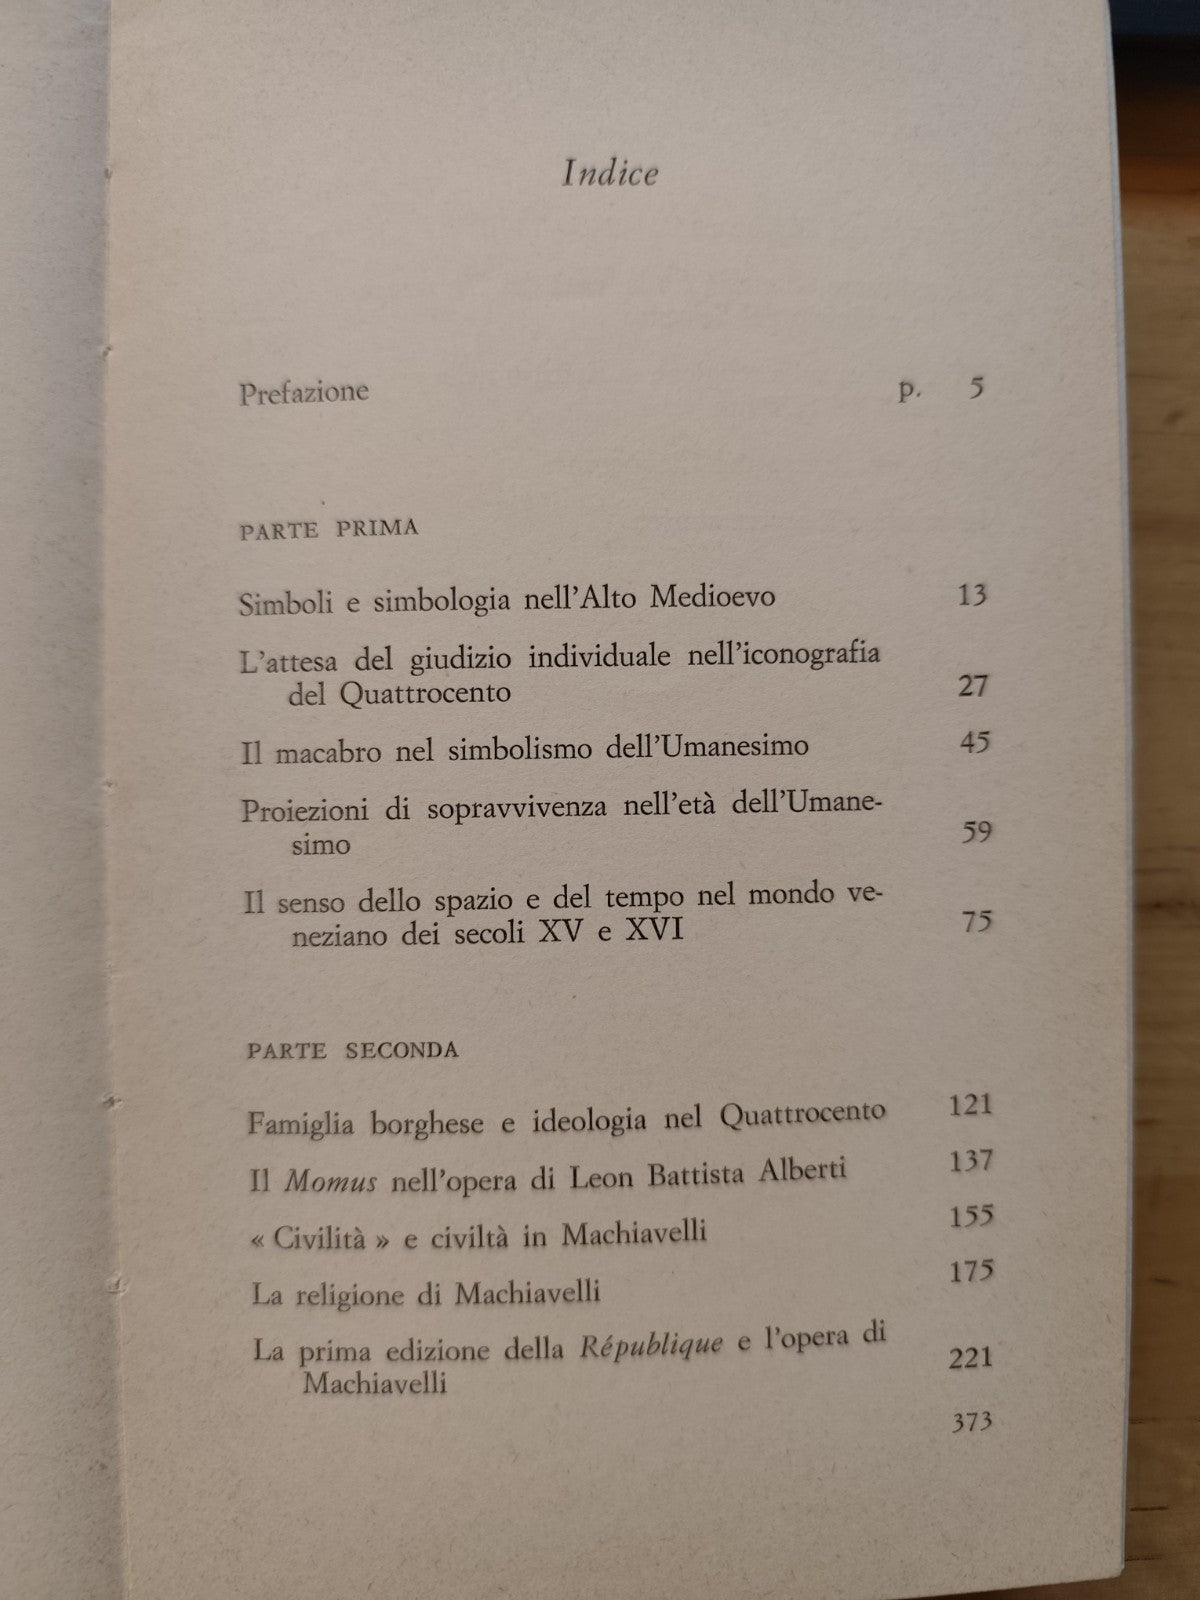 Indice
Prefazione p. 5
PARTE PRIMA
Simboli e simbologia nell'Alto Medioevo 13
L'attesa del giudizio individuale nell'iconografia
del Quattrocento 27
Il macabro nel simbolismo dell'Umanesimo 45
Proiezioni di sopravvivenza nell'età dell'Umane-
simo 59
Il senso dello spazio e del tempo nel mondo ve-
neziano dei secoli XV e XVI 75
PARTE SECONDA
Famiglia borghese e ideologia nel Quattrocento 121
Il Momus nell'opera di Leon Battista Alberti 137
« Civilità » e civiltà in Machiavelli 155
La religione di Machiavelli 175
La prima edizione della République e l'opera di
Machiavelli 221
373